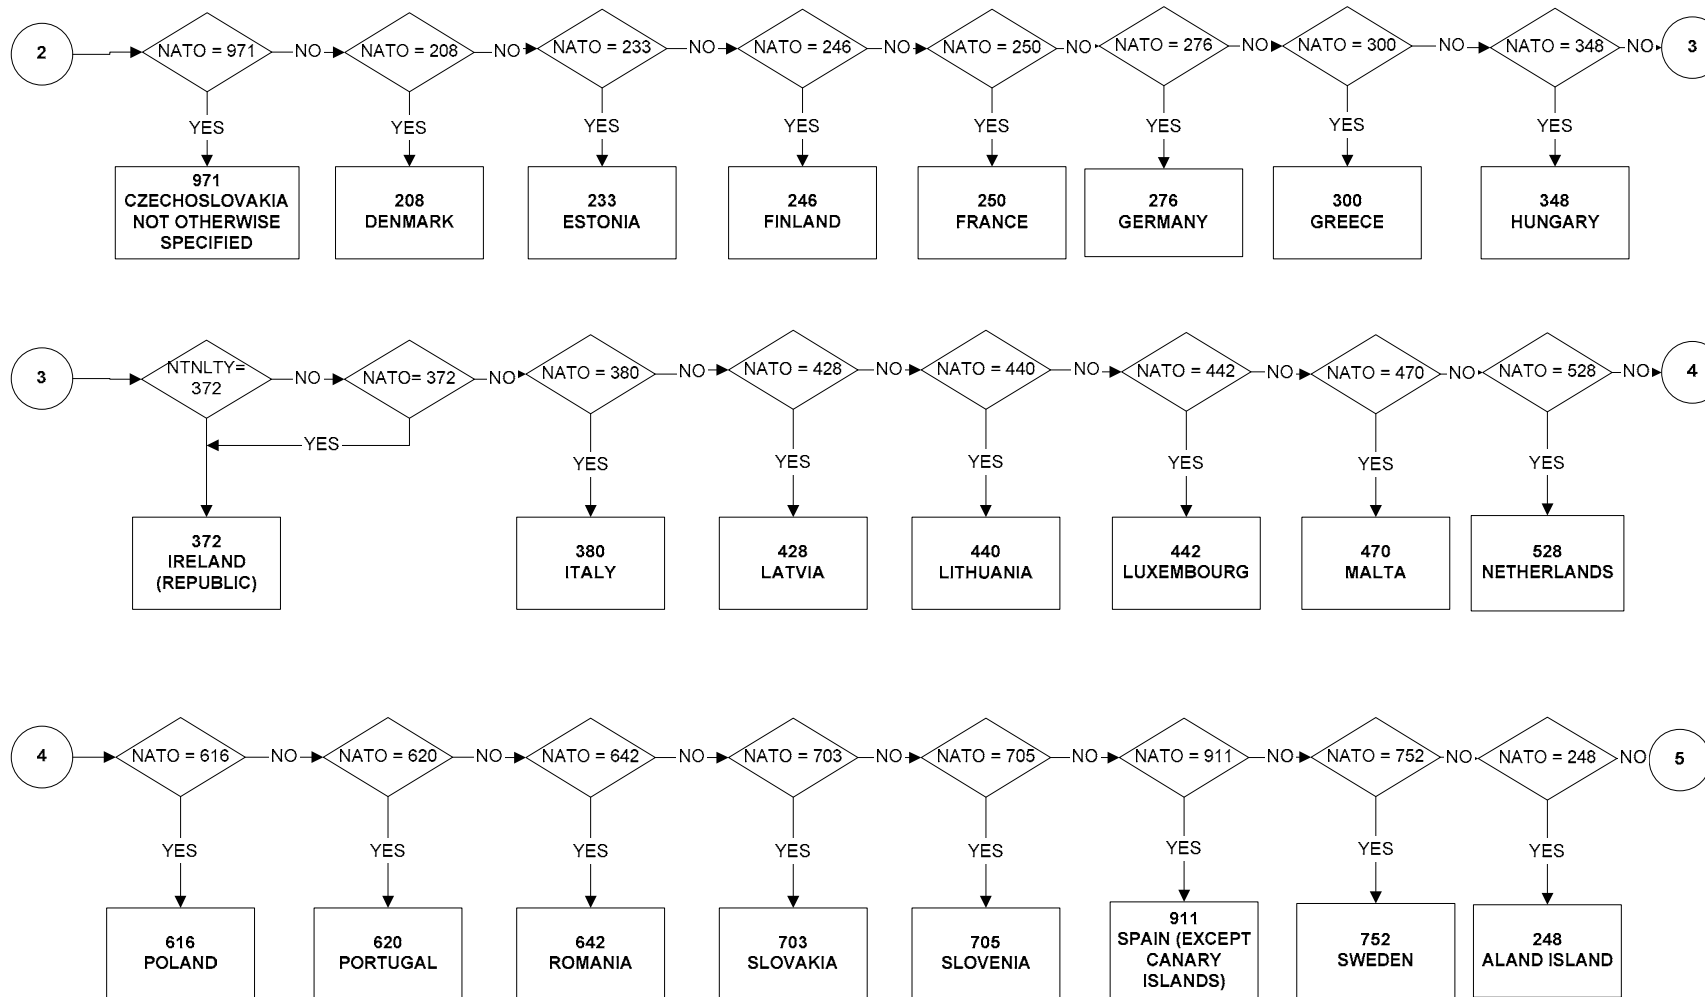 2
NATO = 971
NO
NATO = 208
NO
NATO = 233
NO
NATO = 246
NO
NATO = 250
NO
NATO = 276
NO
NATO = 300
NO
NATO = 348
NO
3
YES
YES
YES
YES
YES
YES
YES
YES
971
CZECHOSLOVAKIA
NOT OTHERWISE
SPECIFIED
208
DENMARK
233
ESTONIA
246
FINLAND
250
FRANCE
276
GERMANY
300
GREECE
348
HUNGARY
3
NTNLTY=
372
NO
NATO= 372
NO
NATO = 380
NO
NATO = 428
NO
NATO = 440
NO
NATO = 442
NO
NATO = 470
NO
NATO = 528
NO
4
YES
YES
YES
YES
YES
YES
YES
372
IRELAND
(REPUBLIC)
380
ITALY
428
LATVIA
440
LITHUANIA
442
LUXEMBOURG
470
MALTA
528
NETHERLANDS
4
NATO = 616
NO
NATO = 620
NO
NATO = 642
NO
NATO = 703
NO
NATO = 705
NO
NATO = 911
NO
NATO = 752
NO
NATO = 248
NO
5
YES
YES
YES
YES
YES
YES
YES
YES
616
POLAND
620
PORTUGAL
642
ROMANIA
703
SLOVAKIA
705
SLOVENIA
911
SPAIN (EXCEPT
CANARY
ISLANDS)
752
SWEDEN
248
ALAND ISLAND